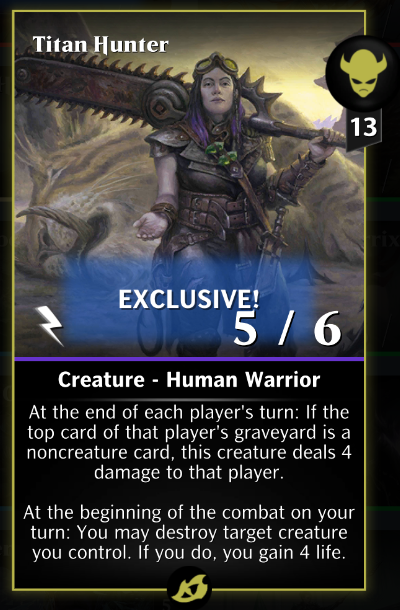 Titan Hunter
13
EXCLUSIVE!
5 / 6
Creature - Human Warrior
At the end of each player's turn: If the
top card of that player's graveyard is a
noncreature card, this creature deals 4
damage to that player.
At the beginning of the combat on your
turn: You may destroy target creature
you control. If you do, you gain 4 life.